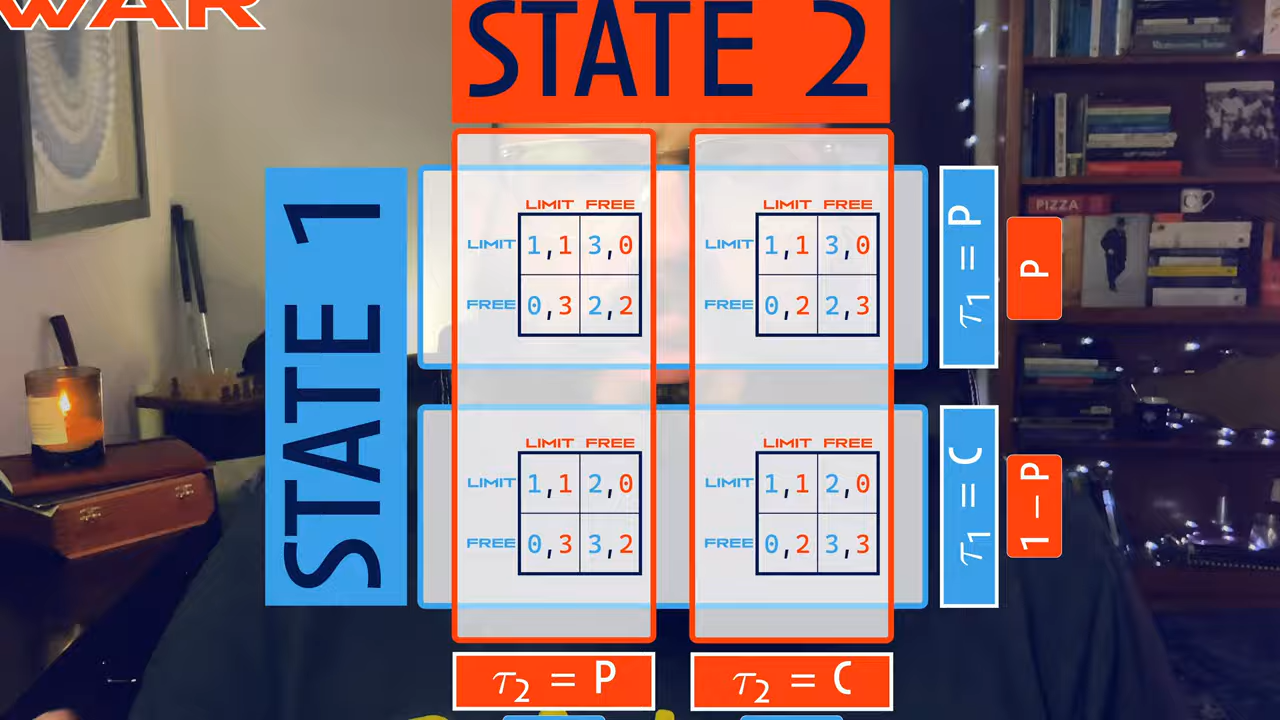 WAR
STATE 2
STATE 1
LIMIT FREE
LIMIT 1,1 3,0
FREE 0,3 2,2
LIMIT FREE
LIMIT 1,1 3,0
FREE 0,2 2,3
τ1 = P
P
PIZZA
LIMIT FREE
LIMIT 1,1 2,0
FREE 0,3 3,2
LIMIT FREE
LIMIT 1,1 2,0
FREE 0,2 3,3
τ1 = C
1 – P
τ2 = P
τ2 = C